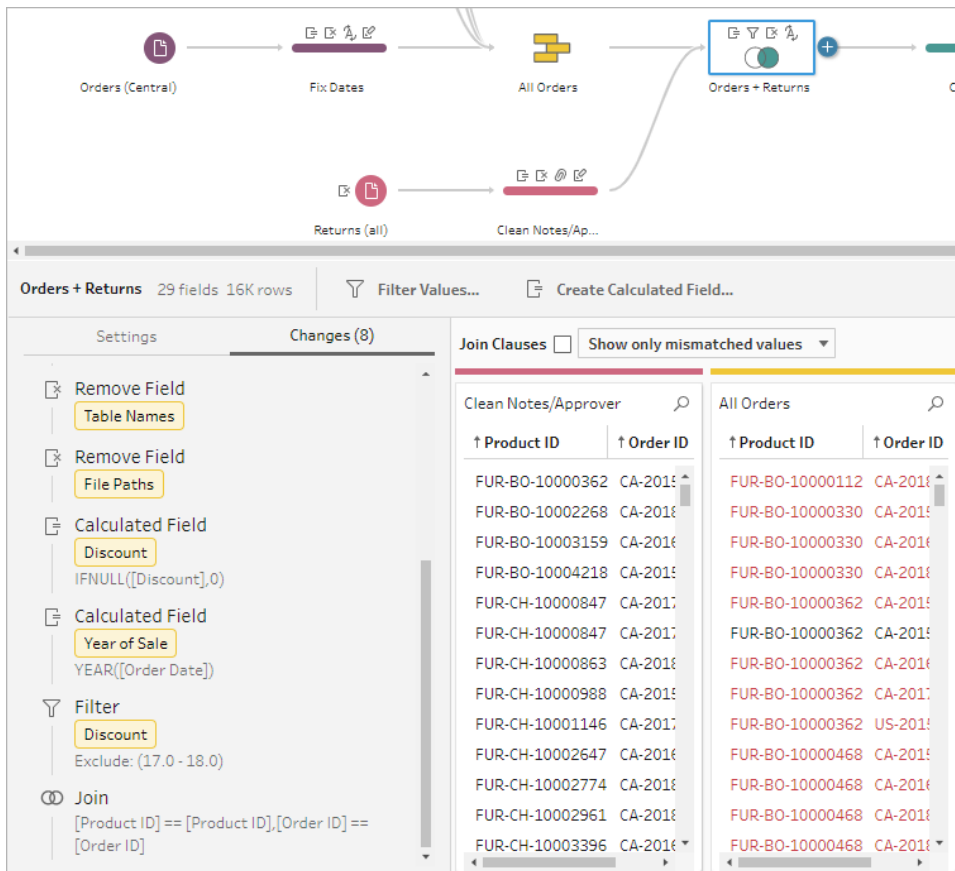 Orders (Central)
Fix Dates
All Orders
Orders + Returns
Returns (all)
Clean Notes/Ap...
Orders + Returns 29 fields 16K rows Filter Values... Create Calculated Field...
Settings Changes (8)
Remove Field
Table Names
Remove Field
File Paths
Calculated Field
Discount
IFNULL([Discount],0)
Calculated Field
Year of Sale
YEAR([Order Date])
Filter
Discount
Exclude: (17.0 - 18.0)
Join
[Product ID] == [Product ID],[Order ID] ==
[Order ID]
Join Clauses Show only mismatched values
Clean Notes/Approver
Product ID Order ID
FUR-BO-10000362 CA-2015
FUR-BO-10002268 CA-2018
FUR-BO-10003159 CA-2016
FUR-BO-10004218 CA-2015
FUR-CH-10000847 CA-2017
FUR-CH-10000847 CA-2017
FUR-CH-10000863 CA-2018
FUR-CH-10000988 CA-2015
FUR-CH-10001146 CA-2017
FUR-CH-10002647 CA-2016
FUR-CH-10002774 CA-2018
FUR-CH-10002961 CA-2018
FUR-CH-10003396 CA-2016
All Orders
Product ID Order ID
FUR-BO-10000112 CA-2018
FUR-BO-10000330 CA-2015
FUR-BO-10000330 CA-2016
FUR-BO-10000330 CA-2018
FUR-BO-10000362 CA-2015
FUR-BO-10000362 CA-2015
FUR-BO-10000362 CA-2016
FUR-BO-10000362 CA-2017
FUR-BO-10000362 US-2015
FUR-BO-10000468 CA-2015
FUR-BO-10000468 CA-2016
FUR-BO-10000468 CA-2018
FUR-BO-10000468 CA-2018